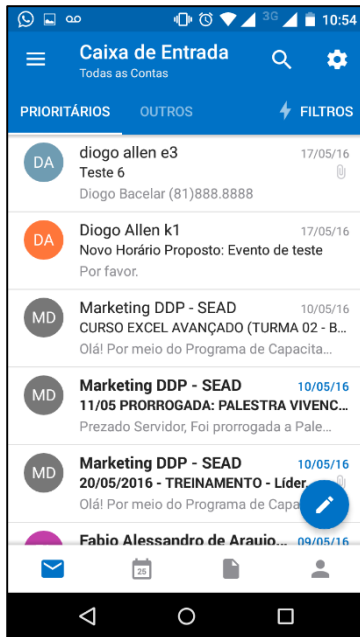 3G 10:54
Caixa de Entrada
Todas as Contas
PRIORITÁRIOS OUTROS FILTROS
DA diogo allen e3 17/05/16
Teste 6
Diogo Bacelar (81)888.8888
DA Diogo Allen k1 17/05/16
Novo Horário Proposto: Evento de teste
Por favor.
MD Marketing DDP - SEAD 10/05/16
CURSO EXCEL AVANÇADO (TURMA 02 - B...
Olá! Por meio do Programa de Capacita...
MD Marketing DDP - SEAD 10/05/16
11/05 PRORROGADA: PALESTRA VIVENC...
Prezado Servidor, Foi prorrogada a Pale...
MD Marketing DDP - SEAD 10/05/16
20/05/2016 - TREINAMENTO - Líder.
Olá! Por meio do Programa de Capa
Fabio Alessandro de Araujo... 09/05/16
25